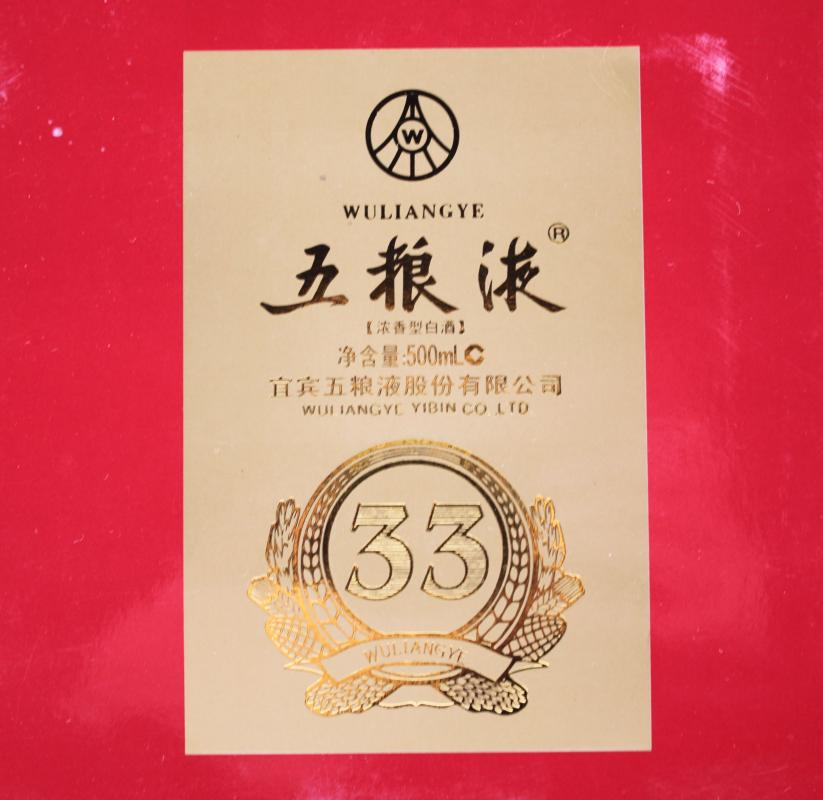 W
WULIANGYE
五粮液®
【浓香型白酒】
净含量:500mL C
宜宾五粮液股份有限公司
WULIANGYE YIBIN CO.,LTD
33
WULIANGYE